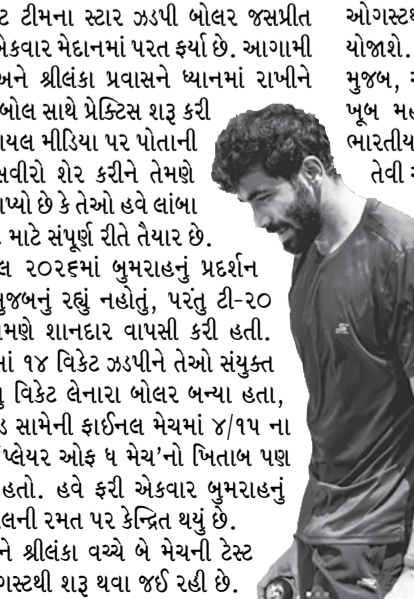 ટ ટીમના સ્ટાર ઝડપી બોલર જસપ્રીત
એકવાર મેદાનમાં પરત ફર્યા છે. આગામી
અને શ્રીલંકા પ્રવાસને ધ્યાનમાં રાખીને
બોલ સાથે પ્રેક્ટિસ શરૂ કરી
ાયલ મીડિયા પર પોતાની
સવીરો શેર કરીને તેમણે
ાપ્યો છે કે તેઓ હવે લાંબા
માટે સંપૂર્ણ રીતે તૈયાર છે.
લ ૨૦૨૬માં બુમરાહનું પ્રદર્શન
મુજબનું રહ્યું નહોતું, પરંતુ ટી-૨૦
મણે શાનદાર વાપસી કરી હતી.
માં ૧૪ વિકેટ ઝડપીને તેઓ સંયુક્ત
ુ વિકેટ લેનારા બોલર બન્યા હતા,
ડ સામેની ફાઈનલ મેચમાં ૪/૧૫ ના
'પ્લેયર ઓફ ધ મેચ'નો ખિતાબ પણ
હતો. હવે ફરી એકવાર બુમરાહનું
લની રમત પર કેન્દ્રિત થયું છે.
ને શ્રીલંકા વચ્ચે બે મેચની ટેસ્ટ
ગસ્ટથી શરૂ થવા જઈ રહી છે.
ઓગસ્ટથ
યોજાશે.
મુજબ,
ખૂબ મહ
ભારતીય
તેવી